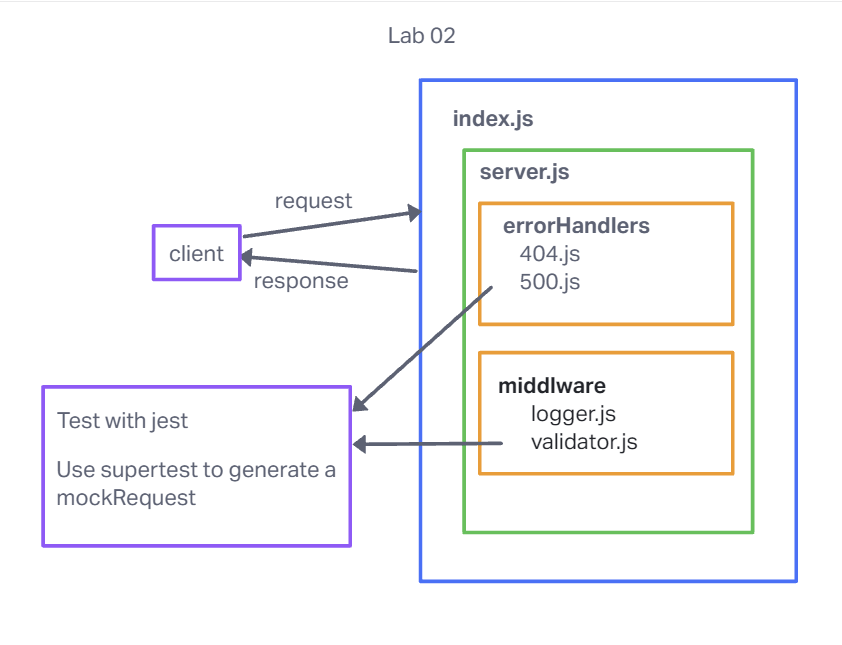 Lab 02
index.js
server.js
request
errorHandlers
404.js
client
500.js
response
middlware
logger.js
validator.js
Test with jest
Use supertest to generate a
mockRequest